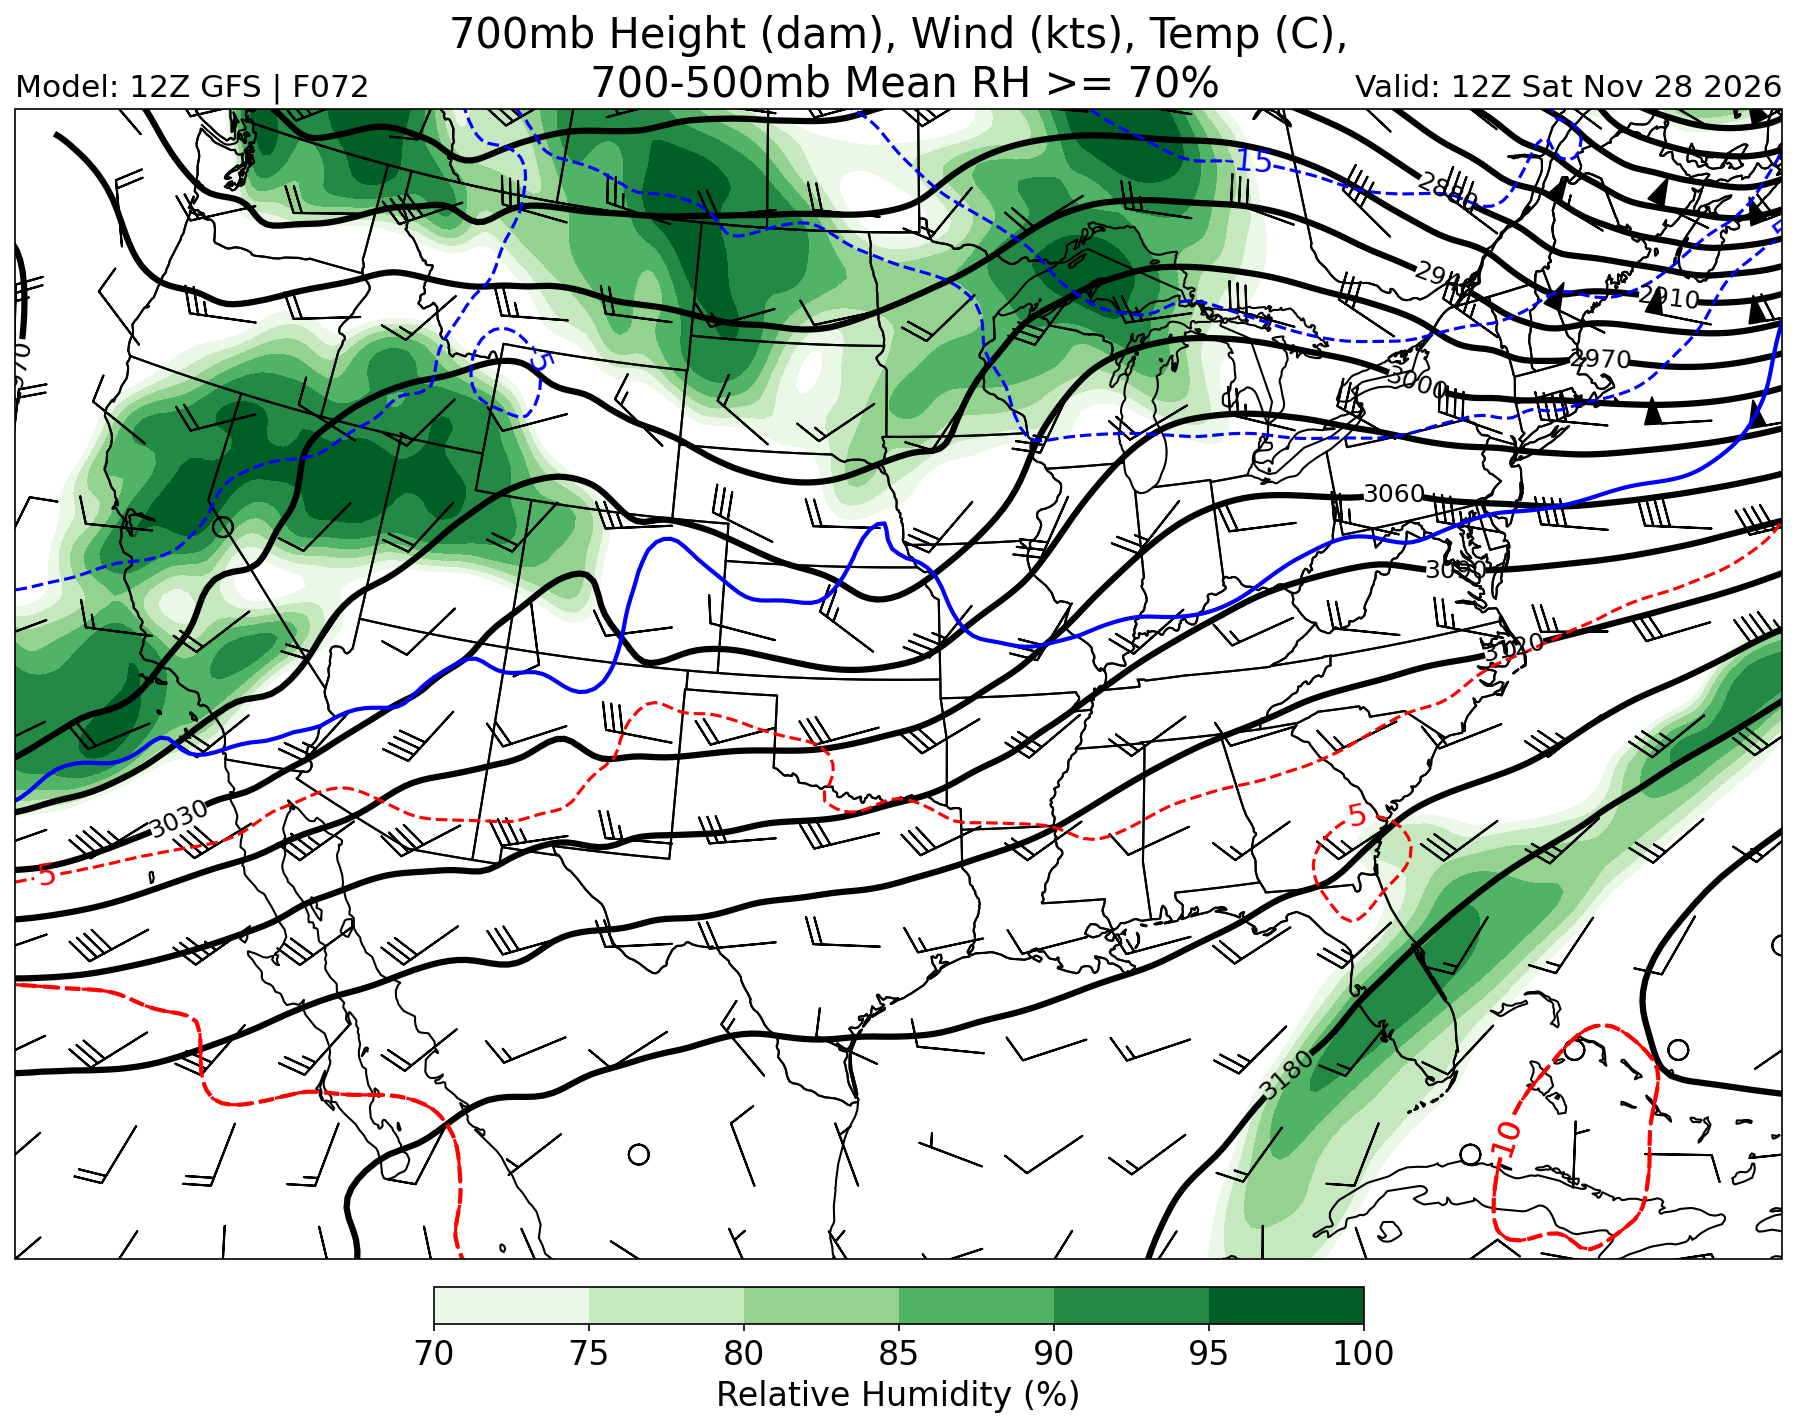 700mb Height (dam), Wind (kts), Temp (C),
Model: 12Z GFS | F072
700-500mb Mean RH >= 70%
Valid: 12Z Sat Nov 28 2026
-15
2880
2940
2910
2970
3000
-5
3060
3090
3120
3030
5
5
3180
10
70 75 80 85 90 95 100
Relative Humidity (%)